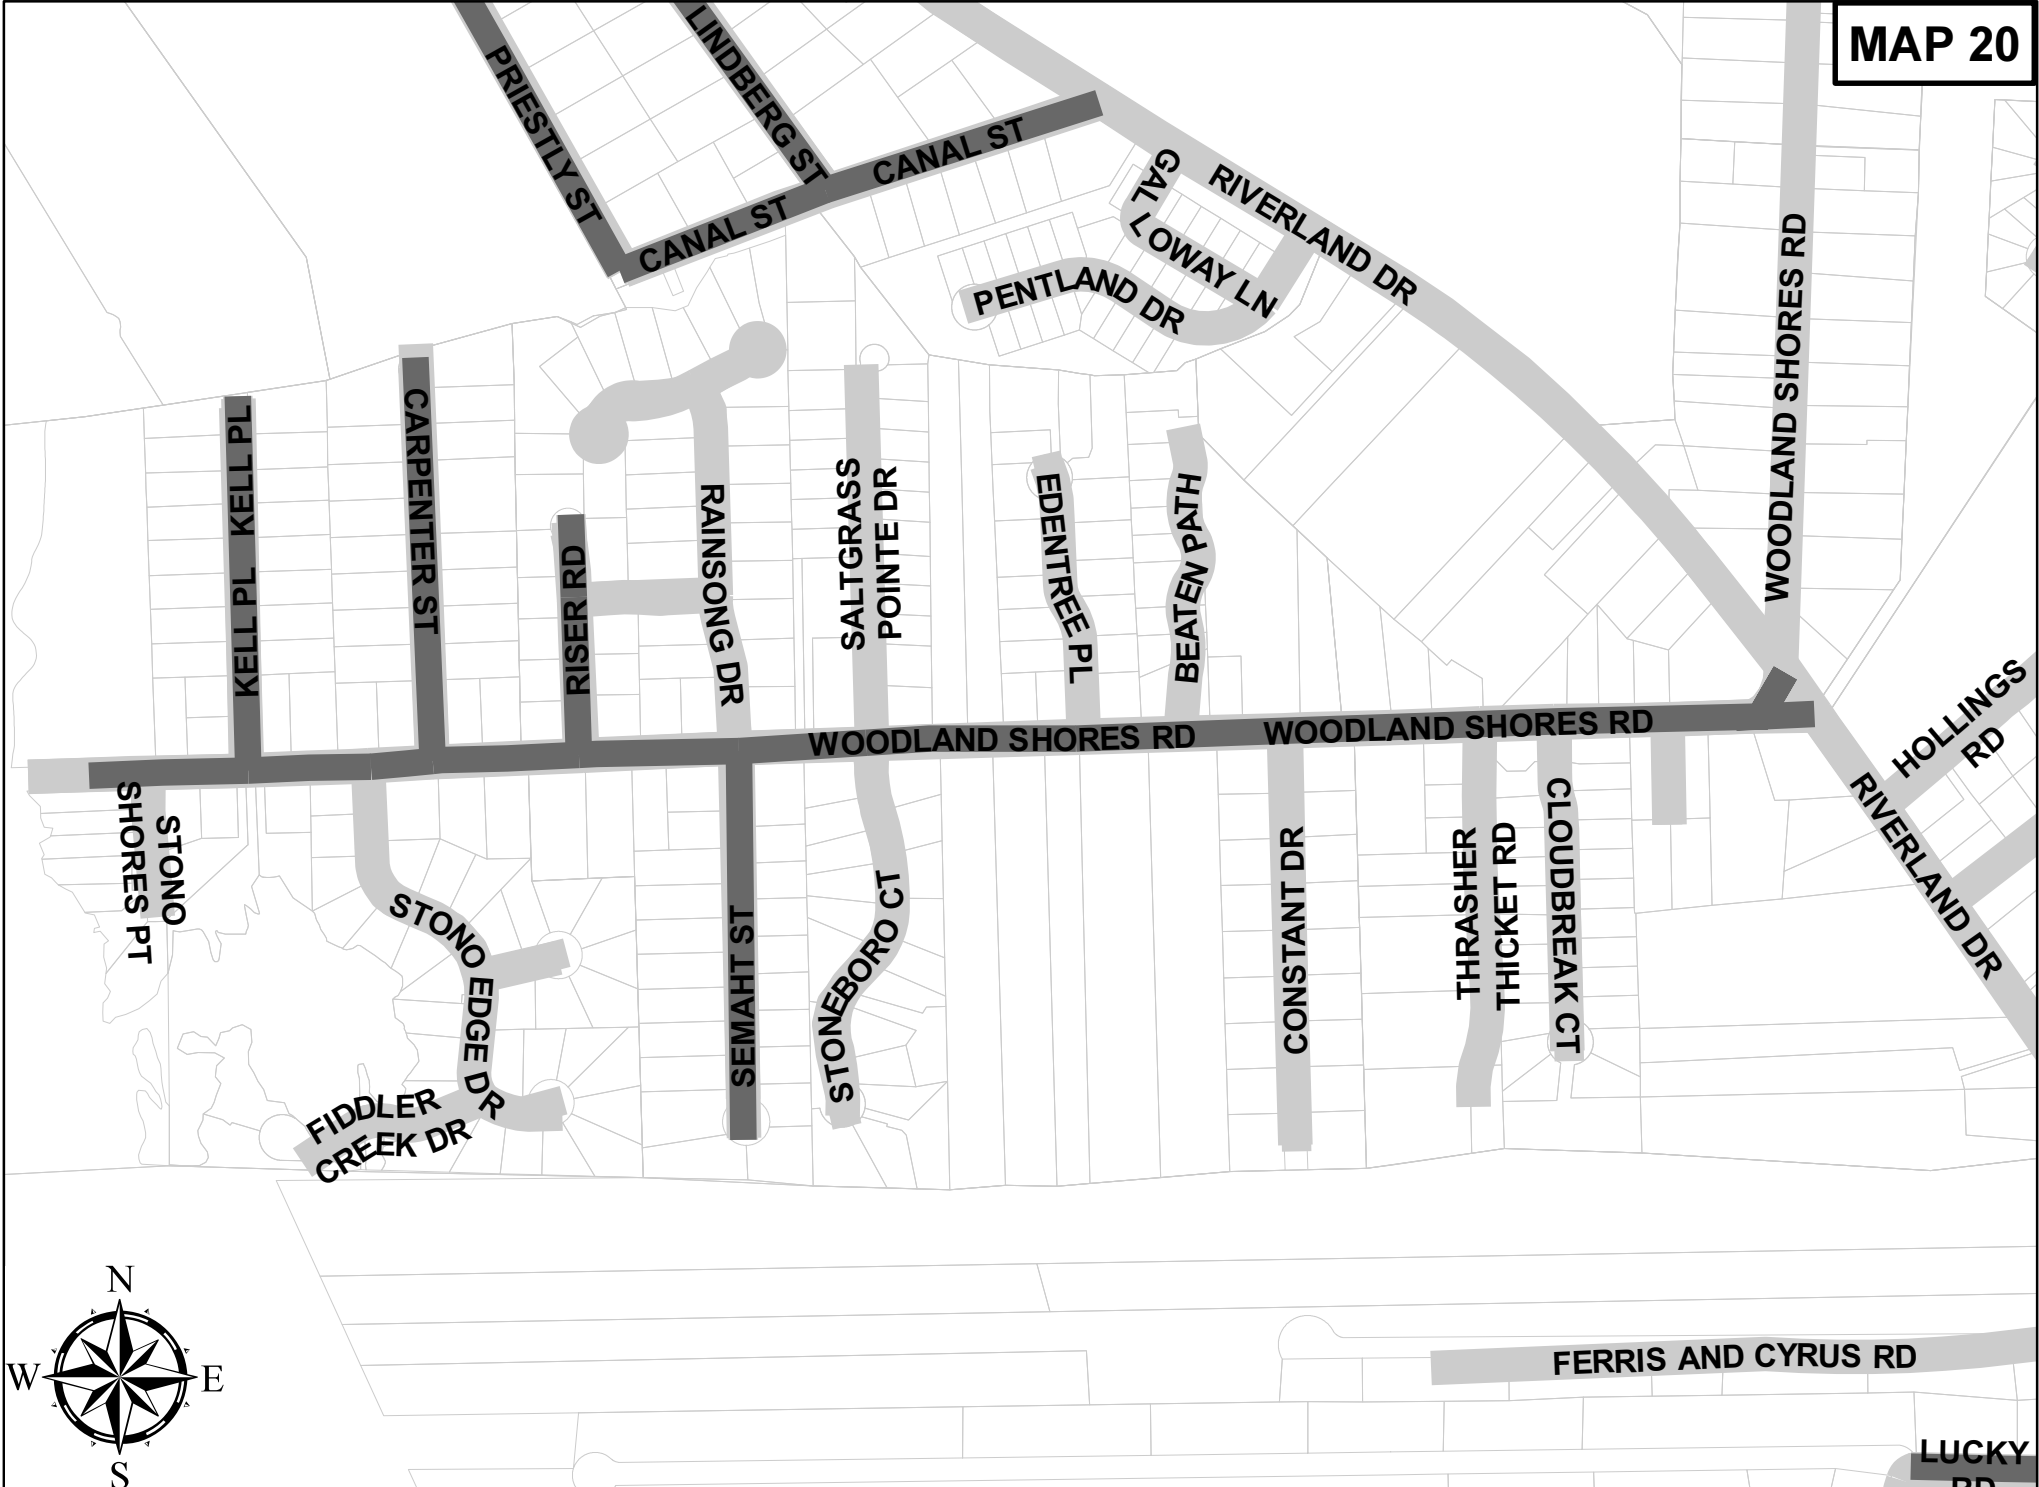 MAP 20
PRIESTLY ST
LINDBERG ST
CANAL ST
CANAL ST
GALLOWAY LN
RIVERLAND DR
PENTLAND DR
WOODLAND SHORES RD
KELL PL
KELL PL
CARPENTER ST
RISER RD
RAINSONG DR
SALTGRASS
POINTE DR
EDENTREE PL
BEATEN PATH
WOODLAND SHORES RD
WOODLAND SHORES RD
HOLLINGS
RD
RIVERLAND DR
STONO
SHORES PT
STONO EDGE DR
FIDDLER
CREEK DR
SEMAHT ST
STONEBORO CT
CONSTANT DR
THRASHER
THICKET RD
CLOUDBREAK CT
N
W
E
S
FERRIS AND CYRUS RD
LUCKY
RD